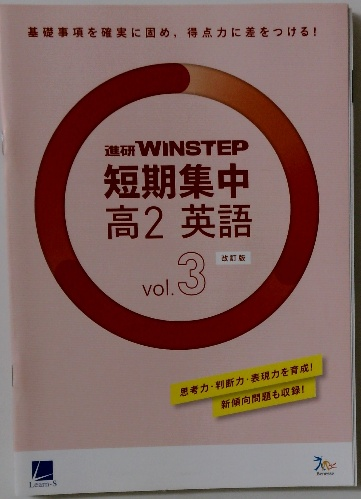 基礎事項を確実に固め、得点力に差をつける!
進研WINSTEP
短期集中
高2 英語
vol.3
改訂版
思考力・判断力・表現力を育成!
新傾向問題も収録!
Learn-S
Benesse